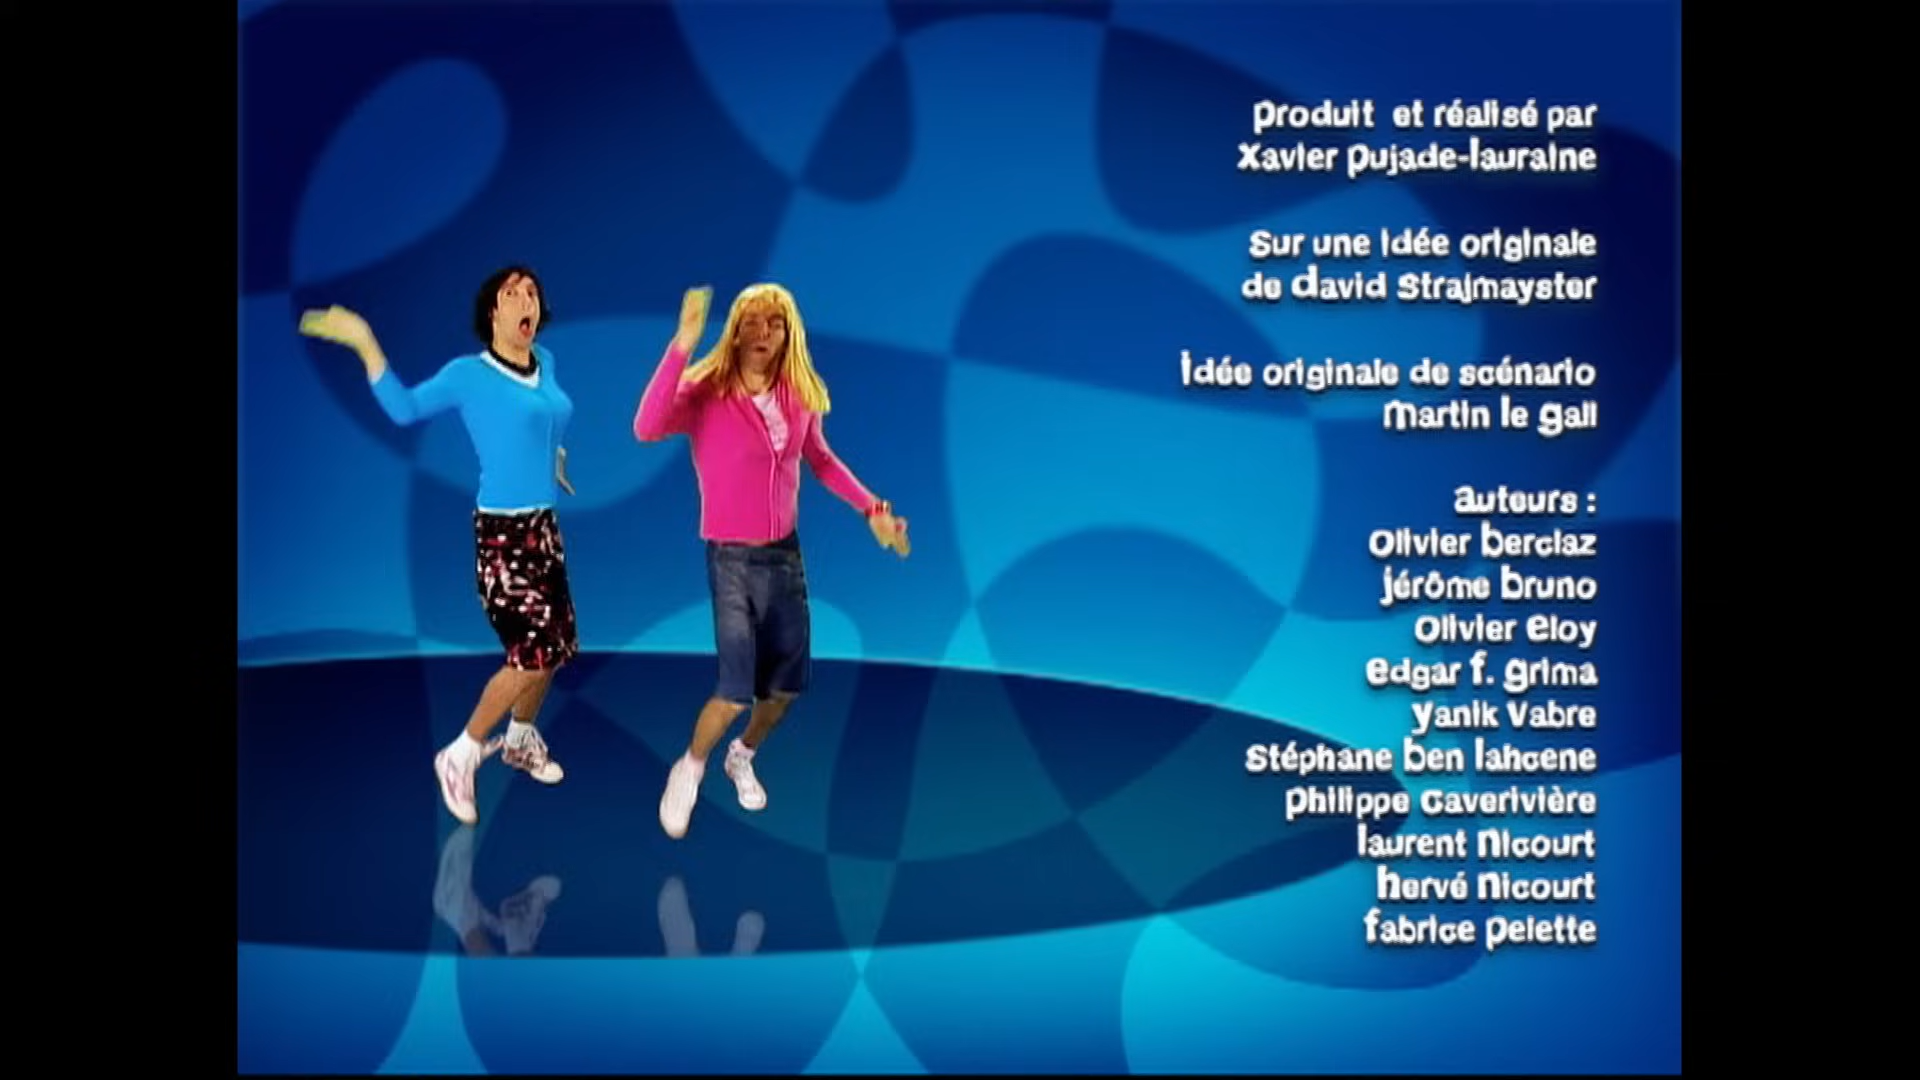 Produit et réalisé par
Xavier Pujade-Lauraine
Sur une idée originale
de David Strajmayster
Idée originale de scénario
Martin Le Gall
Auteurs :
Olivier Berclaz
Jérôme Bruno
Olivier Eloy
Edgar F. Grima
Yanik Vabre
Stéphane Ben Lahcene
Philippe Caverivière
Laurent Nicourt
Hervé Nicourt
Fabrice Pelette